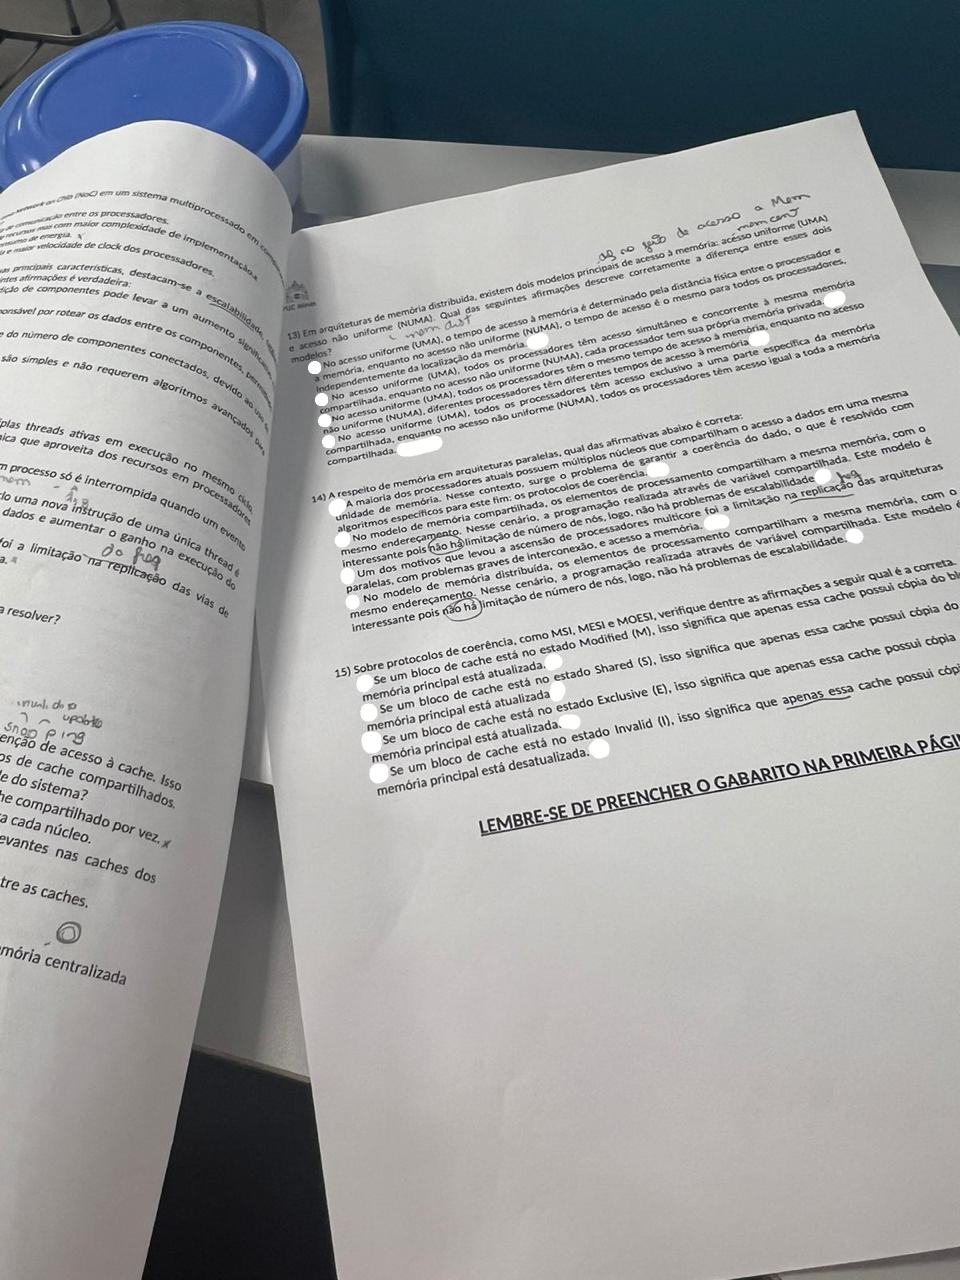 Network on Chip (NoC) em um sistema multiprocessado em
de comunicação entre os processadores.
recursos mas com maior complexidade de implementação.
consumo de energia. x
a e maior velocidade de clock dos processadores.
principais características, destacam-se a escalabilidade,
afirmações é verdadeira:
dição de componentes pode levar a um aumento
ponsável por rotear os dados entre os componentes,
e do número de componentes conectados, devido ao
são simples e não requerem algoritmos avançados
plas threads ativas em execução no mesmo ciclo,
nica que aproveita dos recursos em processadores
m processo só é interrompida quando um evento
do uma nova instrução de uma única thread é
dados e aumentar o ganho na execução do
do freq
foi a limitação na replicação das vias de
a resolver?
update
snooping
enção de acesso à cache. Isso
os de cache compartilhados.
le do sistema?
he compartilhado por vez. x
a cada núcleo.
evantes nas caches dos
tre as caches.
mória centralizada
PUC Minas
de acesso a Mem
mem cent
13) Em arquiteturas de memória distribuída, existem dois modelos principais de acesso à memória: acesso uniforme (UMA)
e acesso não uniforme (NUMA). Qual das seguintes afirmações descreve corretamente a diferença entre esses dois
mem dist
modelos?
No acesso uniforme (UMA), o tempo de acesso à memória é determinado pela distância física entre o processador e
a memória, enquanto no acesso não uniforme (NUMA), o tempo de acesso é o mesmo para todos os processadores,
independentemente da localização da memória.
No acesso uniforme (UMA), todos os processadores têm acesso simultâneo e concorrente à mesma memória
compartilhada, enquanto no acesso não uniforme (NUMA), cada processador tem sua própria memória privada.
No acesso uniforme (UMA), todos os processadores têm o mesmo tempo de acesso à memória, enquanto no acesso
não uniforme (NUMA), diferentes processadores têm diferentes tempos de acesso à memória.
No acesso uniforme (UMA), todos os processadores têm acesso exclusivo a uma parte específica da memória
compartilhada, enquanto no acesso não uniforme (NUMA), todos os processadores têm acesso igual a toda a memória
compartilhada.
14) A respeito de memória em arquiteturas paralelas, qual das afirmativas abaixo é correta:
A maioria dos processadores atuais possuem múltiplos núcleos que compartilham o acesso a dados em uma mesma
unidade de memória. Nesse contexto, surge o problema de garantir a coerência do dado, o que é resolvido com
algoritmos específicos para este fim: os protocolos de coerência.
No modelo de memória compartilhada, os elementos de processamento compartilham a mesma memória, com o
mesmo endereçamento. Nesse cenário, a programação realizada através de variável compartilhada. Este modelo é
interessante pois não há limitação de número de nós, logo, não há problemas de escalabilidade.
freq
Um dos motivos que levou a ascensão de processadores multicore foi a limitação na replicação das arquiteturas
paralelas, com problemas graves de interconexão, e acesso a memória.
No modelo de memória distribuída, os elementos de processamento compartilham a mesma memória, com o
mesmo endereçamento. Nesse cenário, a programação realizada através de variável compartilhada. Este modelo é
interessante pois não há limitação de número de nós, logo, não há problemas de escalabilidade.
15) Sobre protocolos de coerência, como MSI, MESI e MOESI, verifique dentre as afirmações a seguir qual é a correta.
Se um bloco de cache está no estado Modified (M), isso significa que apenas essa cache possui cópia do
memória principal está atualizada.
Se um bloco de cache está no estado Shared (S), isso significa que apenas essa cache possui cópia do
memória principal está atualizada
Se um bloco de cache está no estado Exclusive (E), isso significa que apenas essa cache possui cópia
memória principal está atualizada.
Se um bloco de cache está no estado Invalid (I), isso significa que apenas essa cache possui
memória principal está desatualizada.
LEMBRE-SE DE PREENCHER O GABARITO NA PRIMEIRA